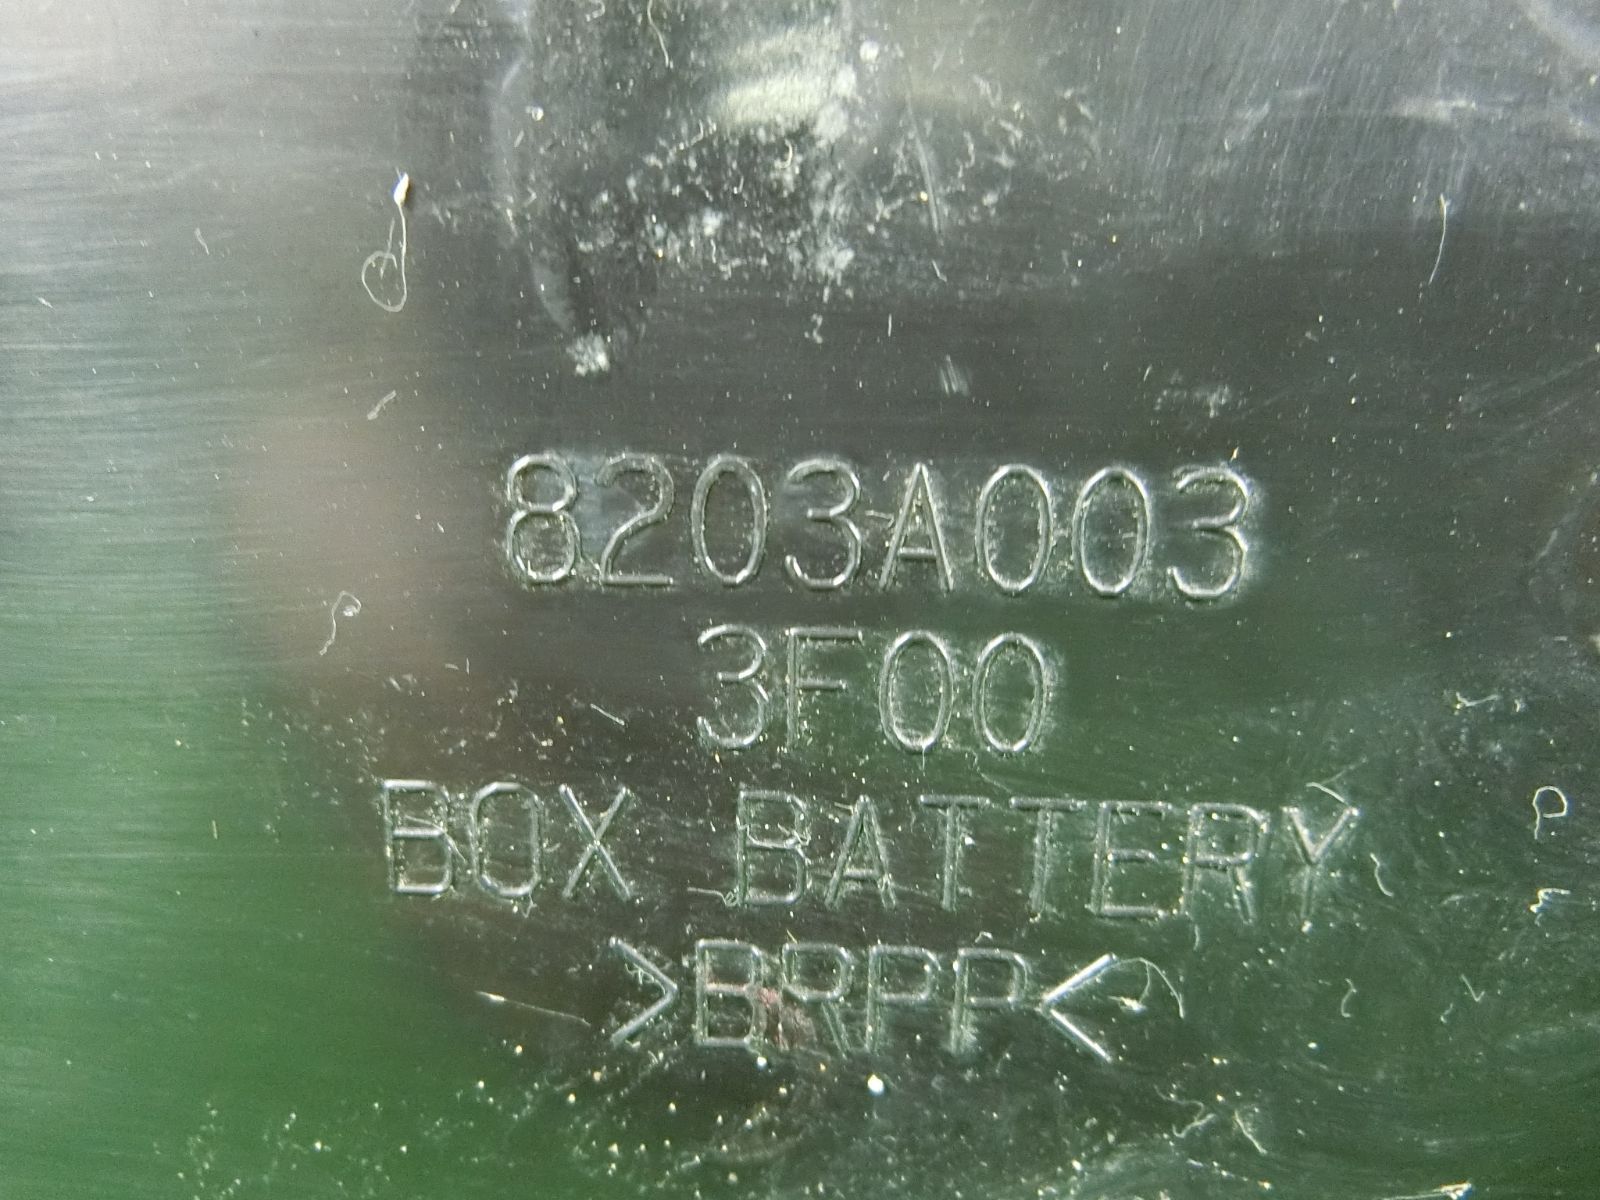 8203A003
3F00
BOX BATTERY
>BRPP<